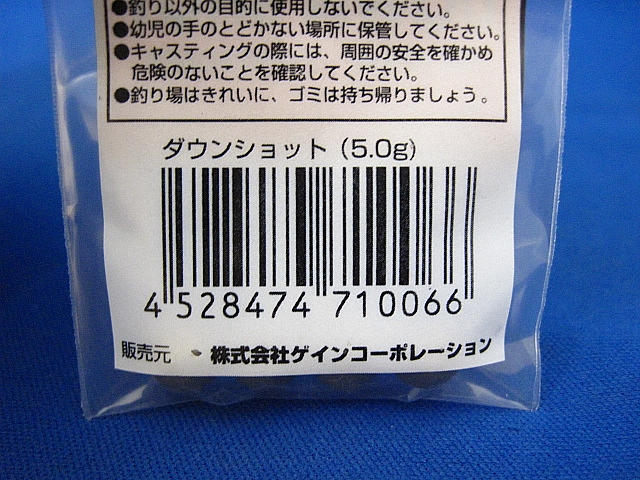 ●釣り以外の目的に使用しないでください。
●幼児の手のとどかない場所に保管してください。
●キャスティングの際には、周囲の安全を確かめ
危険のないことを確認してください。
●釣り場はきれいに、ゴミは持ち帰りましょう。
ダウンショット（5.0g）
4 528474 710066
販売元 株式会社ゲインコーポレーション